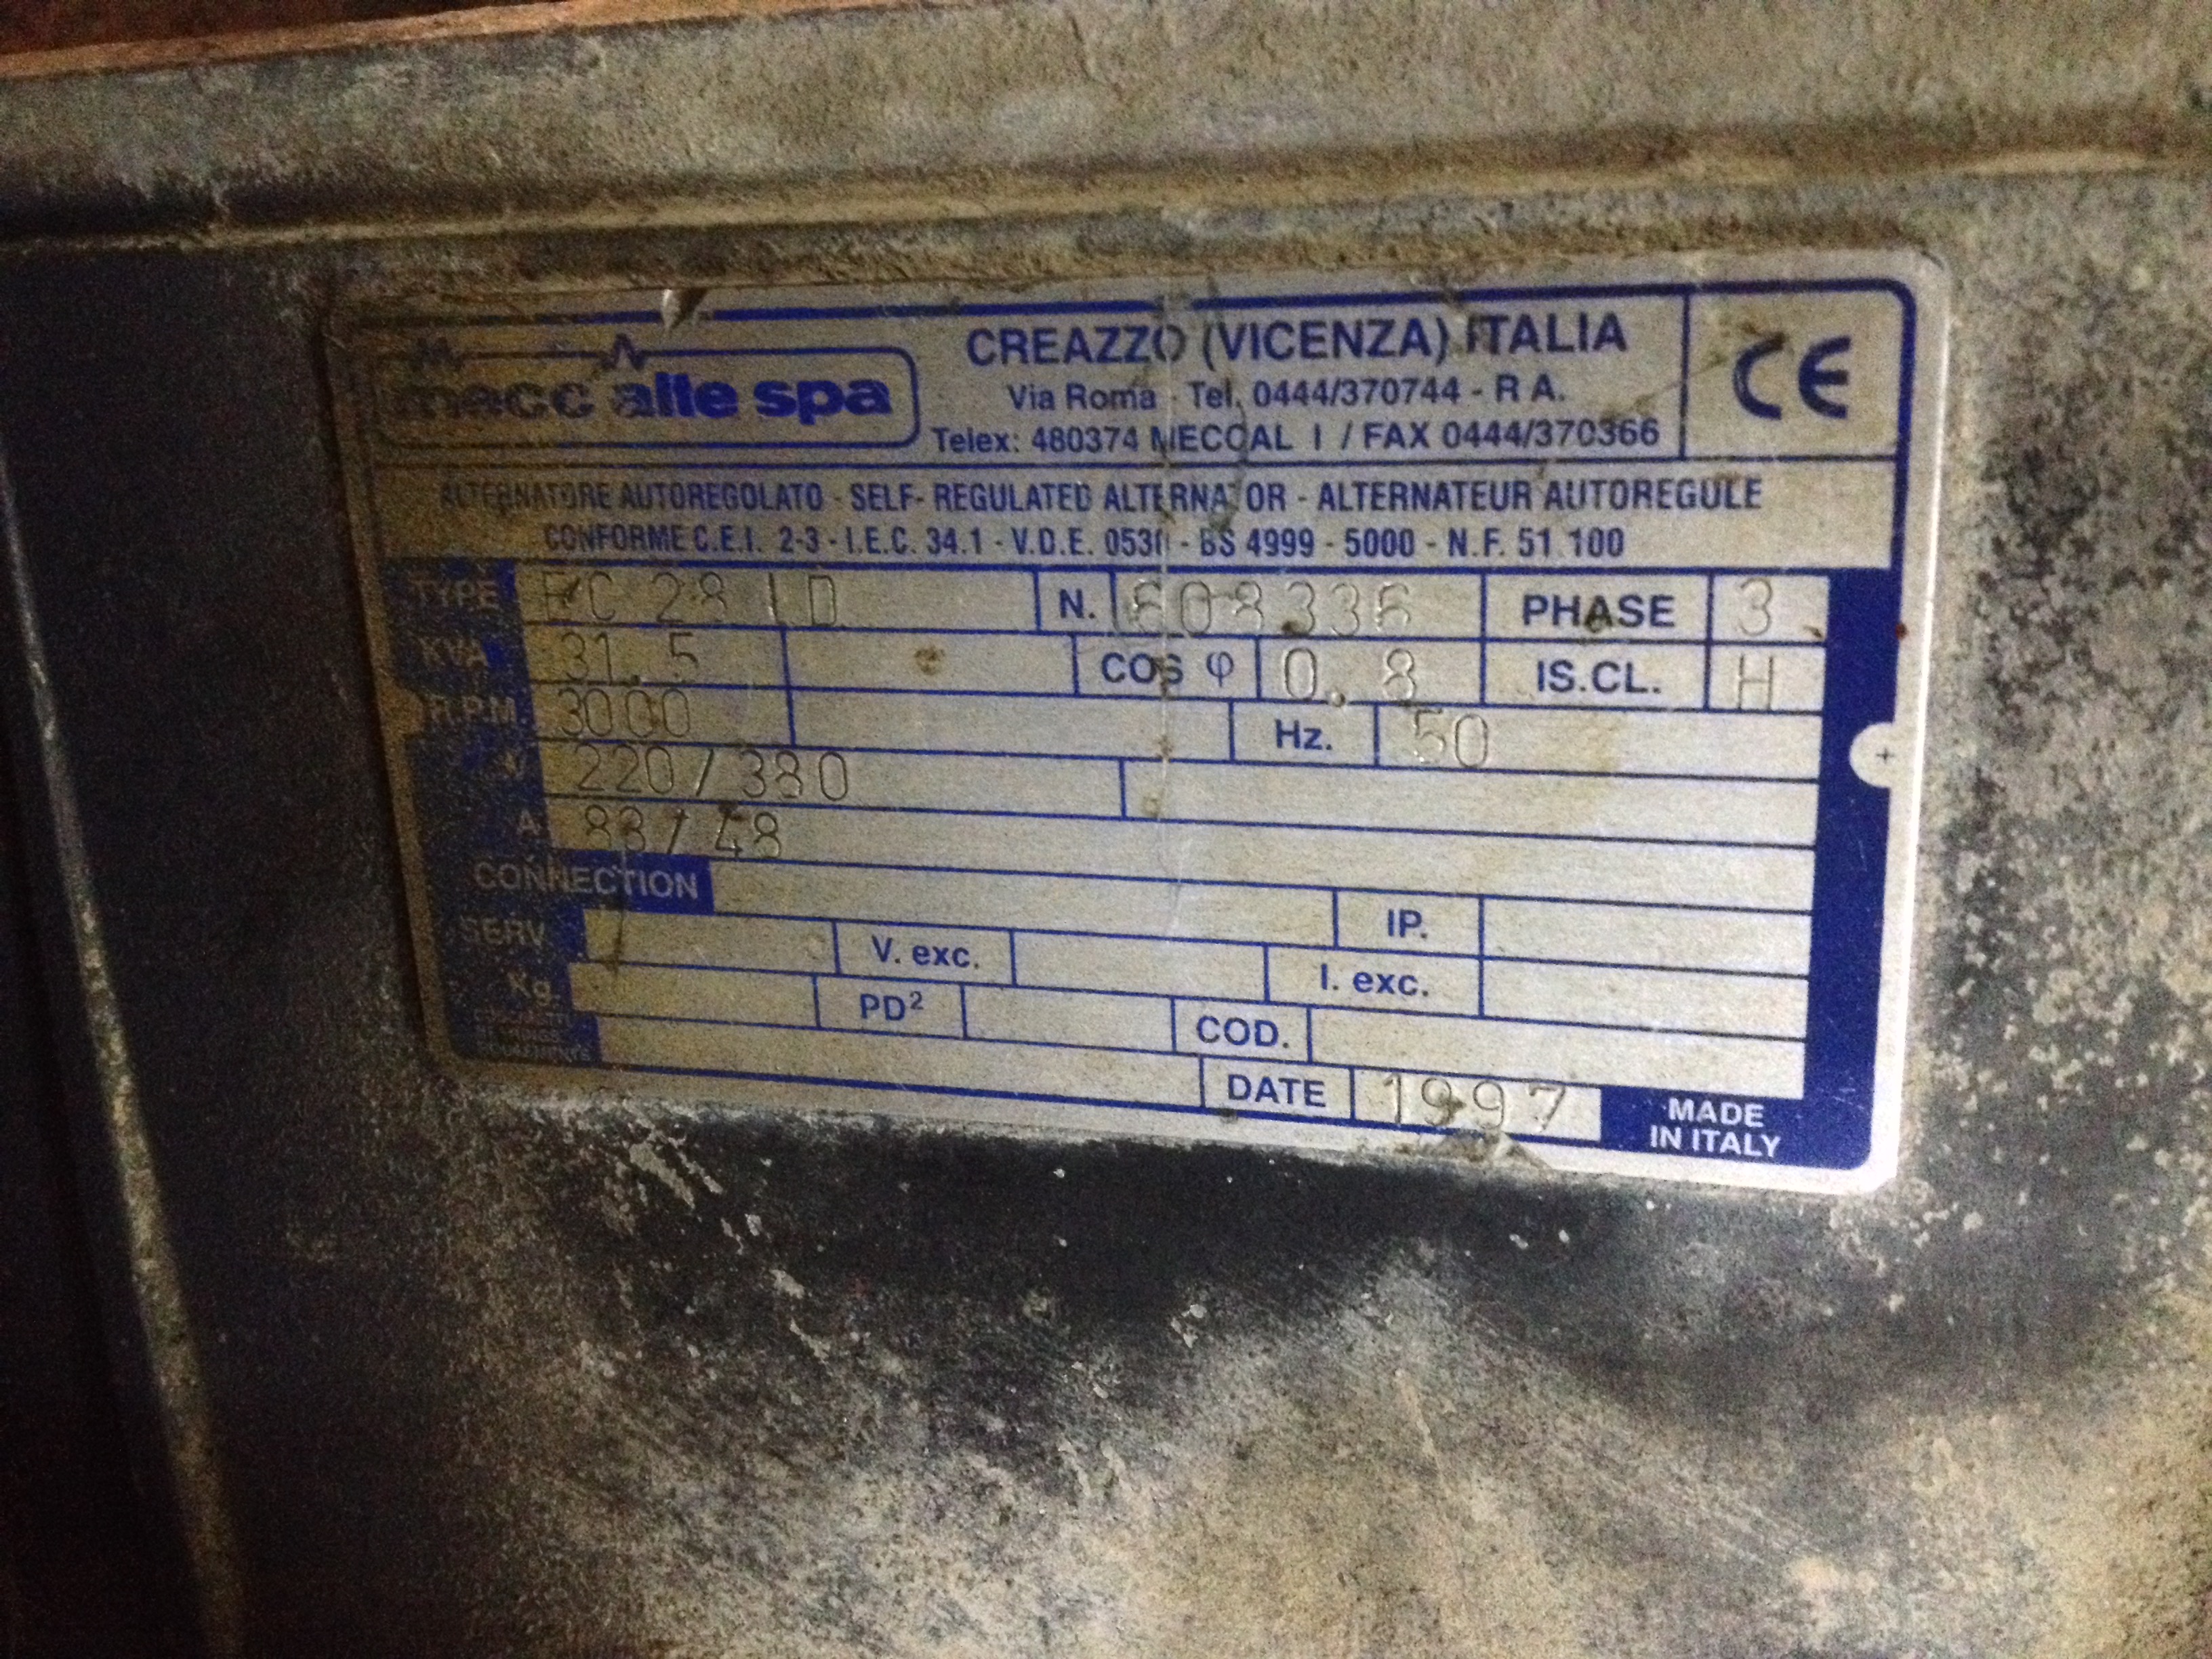 mecc alte spa
CREAZZO (VICENZA) ITALIA
Via Roma - Tel. 0444/370744 - R A.
Telex: 480374 MECCAL I / FAX 0444/370366
CE
ALTERNATORE AUTOREGOLATO - SELF-REGULATED ALTERNATOR - ALTERNATEUR AUTOREGULE
CONFORME C.E.I. 2-3 - I.E.C. 34.1 - V.D.E. 0530 - BS 4999 - 5000 - N.F. 51 100
TYPE EC 28 LD N. 608336 PHASE 3
KVA 31.5 COS φ 0.8 IS.CL. H
R.P.M. 3000 Hz. 50
V 220/380
A 83/48
CONNECTION IP.
SERV. V. exc. I. exc.
Kg. PD² COD.
DATE 1997 MADE
IN ITALY